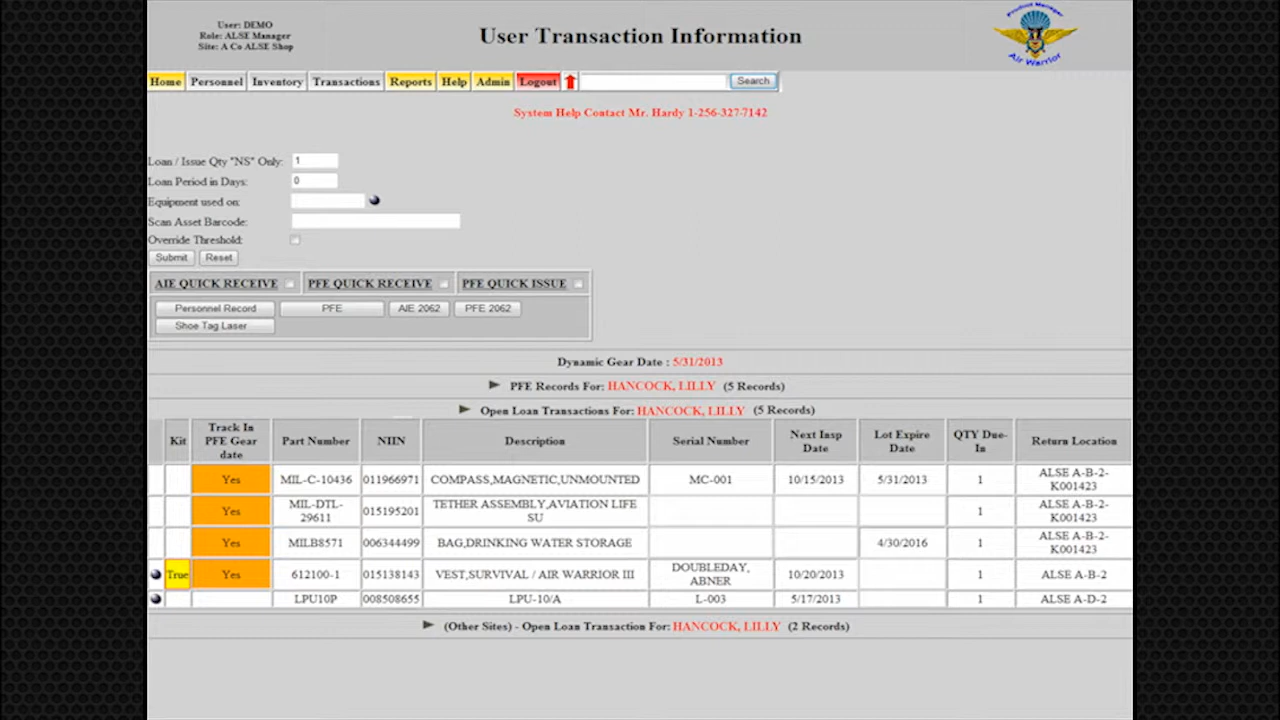 User: DEMO
Role: ALSE Manager
Site: A Co ALSE Shop
User Transaction Information
Product Manager
Air Warrior
Home Personnel Inventory Transactions Reports Help Admin Logout Search
System Help Contact Mr. Hardy 1-256-327-7142
Loan / Issue Qty "NS" Only: 1
Loan Period in Days: 0
Equipment used on:
Scan Asset Barcode:
Override Threshold:
Submit Reset
AIE QUICK RECEIVE PFE QUICK RECEIVE PFE QUICK ISSUE
Personnel Record PFE AIE 2062 PFE 2062
Shoe Tag Laser
Dynamic Gear Date : 5/31/2013
PFE Records For: HANCOCK, LILLY (5 Records)
Open Loan Transactions For: HANCOCK, LILLY (5 Records)
Kit Track In PFE Gear date Part Number NIIN Description Serial Number Next Insp Date Lot Expire Date QTY Due-In Return Location
Yes MIL-C-10436 011966971 COMPASS,MAGNETIC,UNMOUNTED MC-001 10/15/2013 5/31/2013 1 ALSE A-B-2-K001423
Yes MIL-DTL-29611 015195201 TETHER ASSEMBLY,AVIATION LIFE SU 1 ALSE A-B-2-K001423
Yes MILB8571 006344499 BAG,DRINKING WATER STORAGE 4/30/2016 1 ALSE A-B-2-K001423
True Yes 612100-1 015138143 VEST,SURVIVAL / AIR WARRIOR III DOUBLEDAY, ABNER 10/20/2013 1 ALSE A-B-2
LPU10P 008508655 LPU-10/A L-003 5/17/2013 1 ALSE A-D-2
(Other Sites) - Open Loan Transaction For: HANCOCK, LILLY (2 Records)